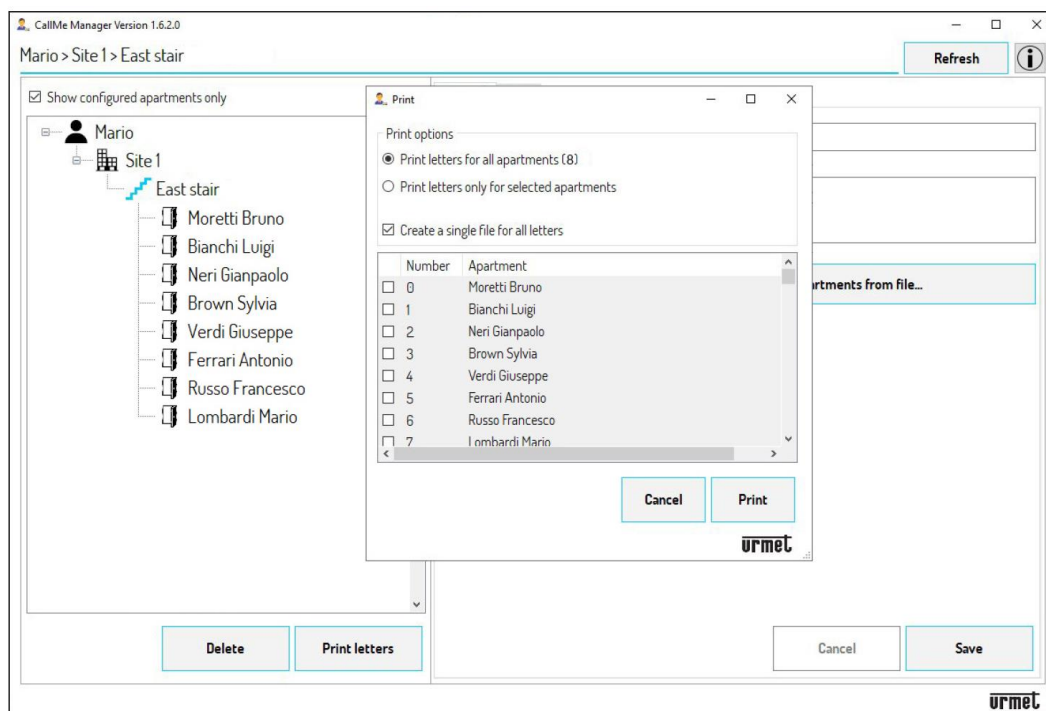 CallMe Manager Version 1.6.2.0
Mario > Site 1 > East stair
Refresh
Show configured apartments only
Mario
Site 1
East stair
Moretti Bruno
Bianchi Luigi
Neri Gianpaolo
Brown Sylvia
Verdi Giuseppe
Ferrari Antonio
Russo Francesco
Lombardi Mario
Delete
Print letters
Print
Print options
Print letters for all apartments (8)
Print letters only for selected apartments
Create a single file for all letters
Number Apartment
0 Moretti Bruno
1 Bianchi Luigi
2 Neri Gianpaolo
3 Brown Sylvia
4 Verdi Giuseppe
5 Ferrari Antonio
6 Russo Francesco
7 Lombardi Mario
Cancel
Print
urmet
from file...
Cancel
Save
urmet